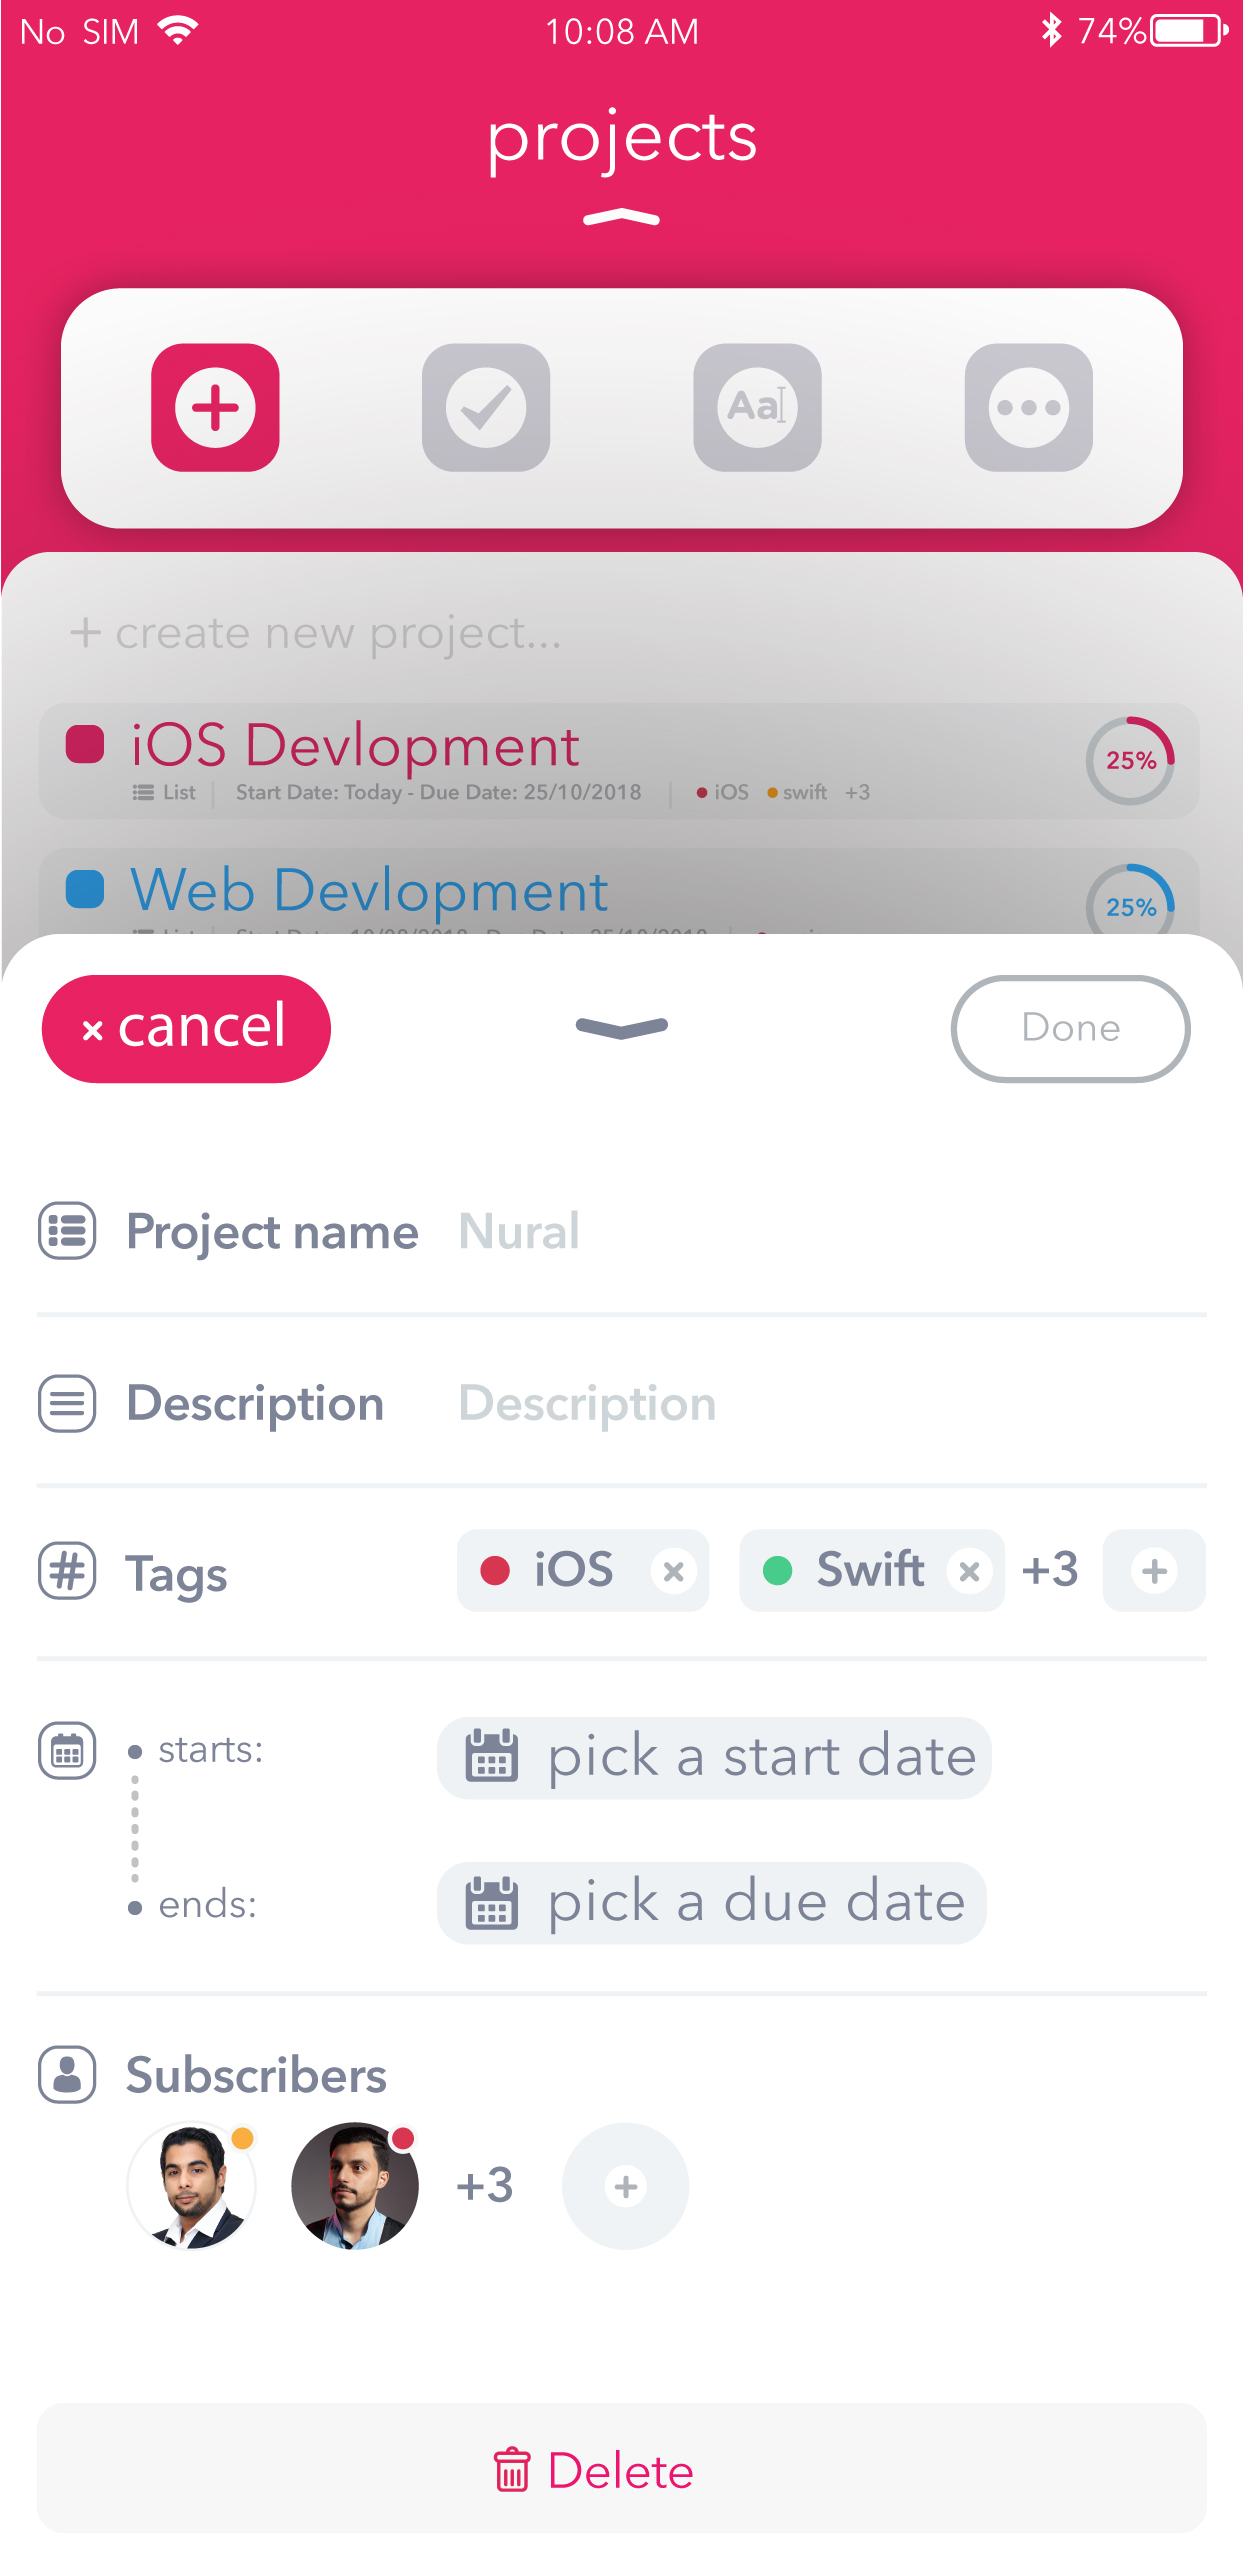 No SIM 10:08 AM 74%
projects
Aa
+ create new project...
iOS Devlopment
25%
List Start Date: Today - Due Date: 25/10/2018 iOS swift +3
Web Devlopment
25%
× cancel Done
Project name Nural
Description Description
# Tags iOS × Swift × +3 +
starts: pick a start date
ends: pick a due date
Subscribers
+3 +
Delete